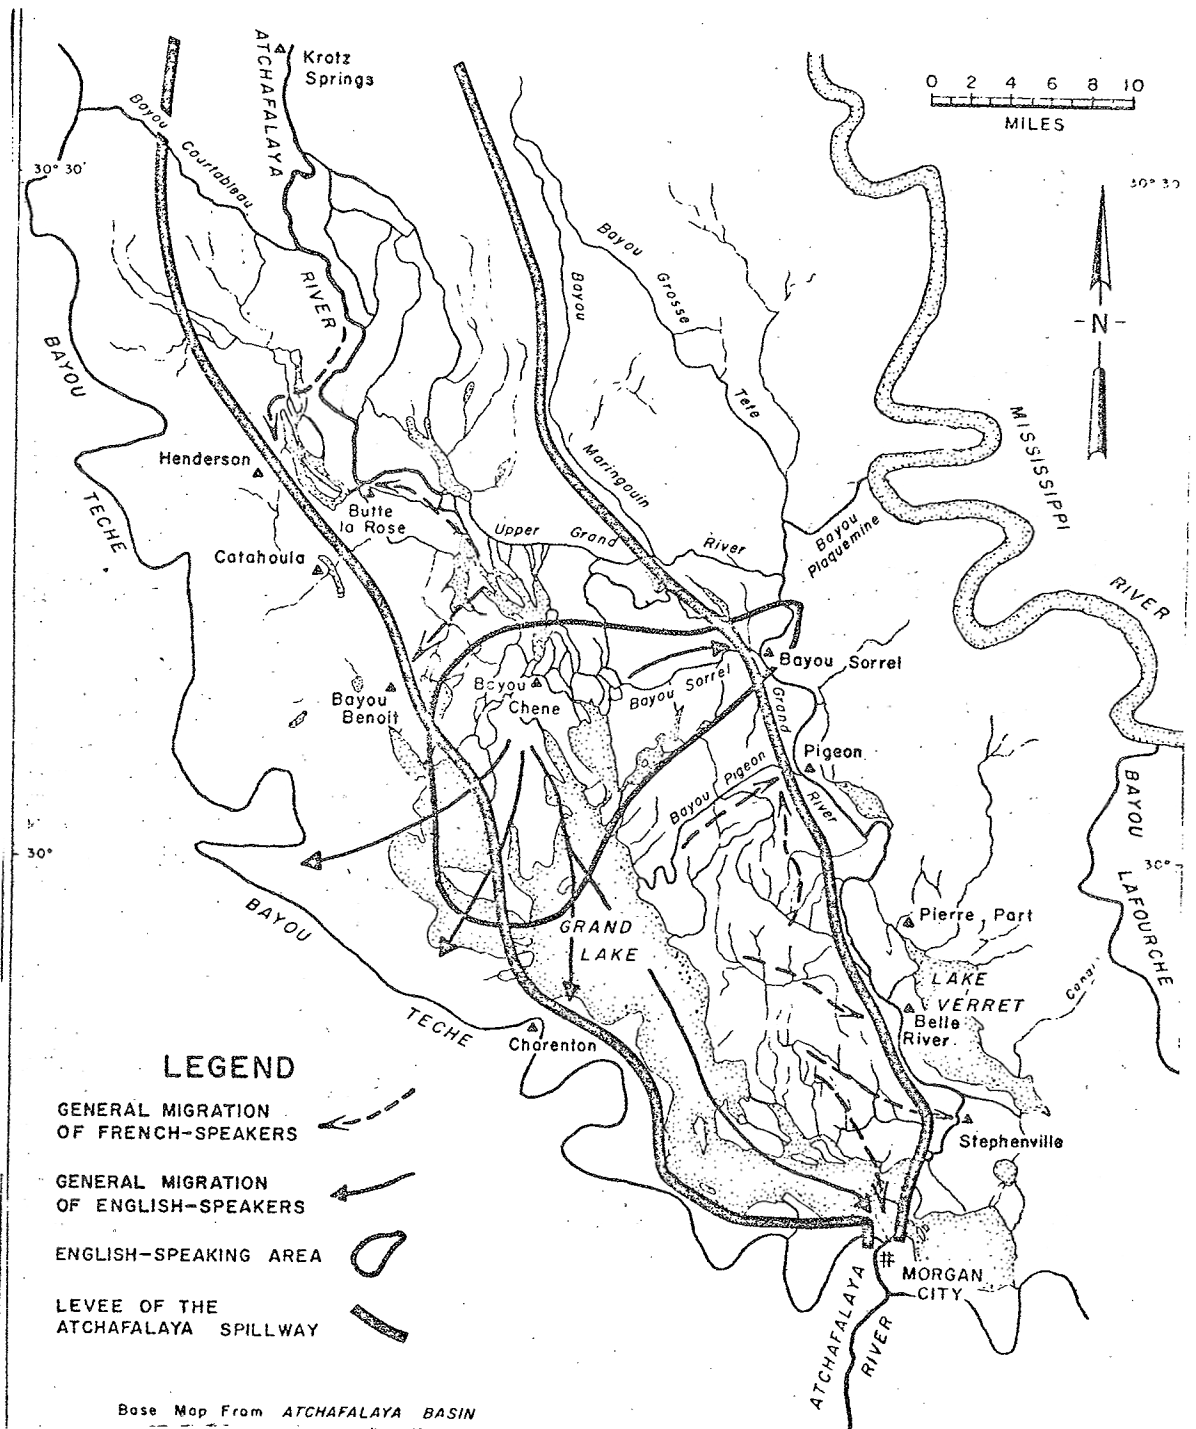 ATCHAFALAYA
Krotz
Springs
0 2 4 6 8 10
MILES
Bayou Courtableau
30° 30'
30° 30
RIVER
Bayou Grosse Tete
Bayou Maringouin
-N-
BAYOU
MISSISSIPPI
RIVER
Henderson
TECHE
Butte
la Rose
Upper Grand River
Bayou
Plaquemine
Catahoula
Bayou Sorrel
Bayou Sorrel
Bayou
Benoit
Bayou
Chene
Grand
River
Pigeon
Bayou Pigeon
BAYOU
LAFOURCHE
30°
30°
BAYOU
TECHE
GRAND
LAKE
Pierre Part
LAKE
VERRET
Canal
Belle
River
Charenton
Stephenville
LEGEND
GENERAL MIGRATION
OF FRENCH-SPEAKERS
GENERAL MIGRATION
OF ENGLISH-SPEAKERS
ENGLISH-SPEAKING AREA
LEVEE OF THE
ATCHAFALAYA SPILLWAY
#
MORGAN
CITY
ATCHAFALAYA
RIVER
Base Map From ATCHAFALAYA BASIN